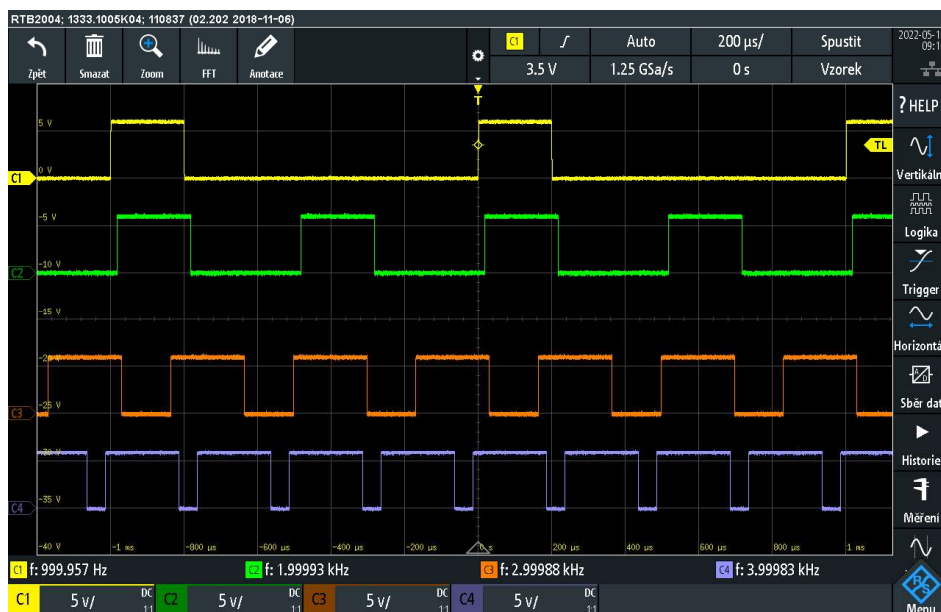 RTB2004; 1333.1005K04; 110837 (02.202 2018-11-06)
Zpět
Smazat
Zoom
FFT
Anotace
C1
Auto
200 µs/
Spustit
3.5 V
1.25 GSa/s
0 s
Vzorek
? HELP
T
5 V
TL
0 V
C1
Vertikáln
-5 V
Logika
-10 V
C2
Trigger
-15 V
Horizontá
-20 V
A
D
Sběr dat
-25 V
C3
Historie
-30 V
-35 V
C4
Měření
-40 V
-1 ms
-800 µs
-600 µs
-400 µs
-200 µs
0 s
200 µs
400 µs
600 µs
800 µs
1 ms
C1 f: 999.957 Hz
C2 f: 1.99993 kHz
C3 f: 2.99988 kHz
C4 f: 3.99983 kHz
C1 5 V/ DC
C2 5 V/ DC
C3 5 V/ DC
C4 5 V/ DC
R&S
Menu